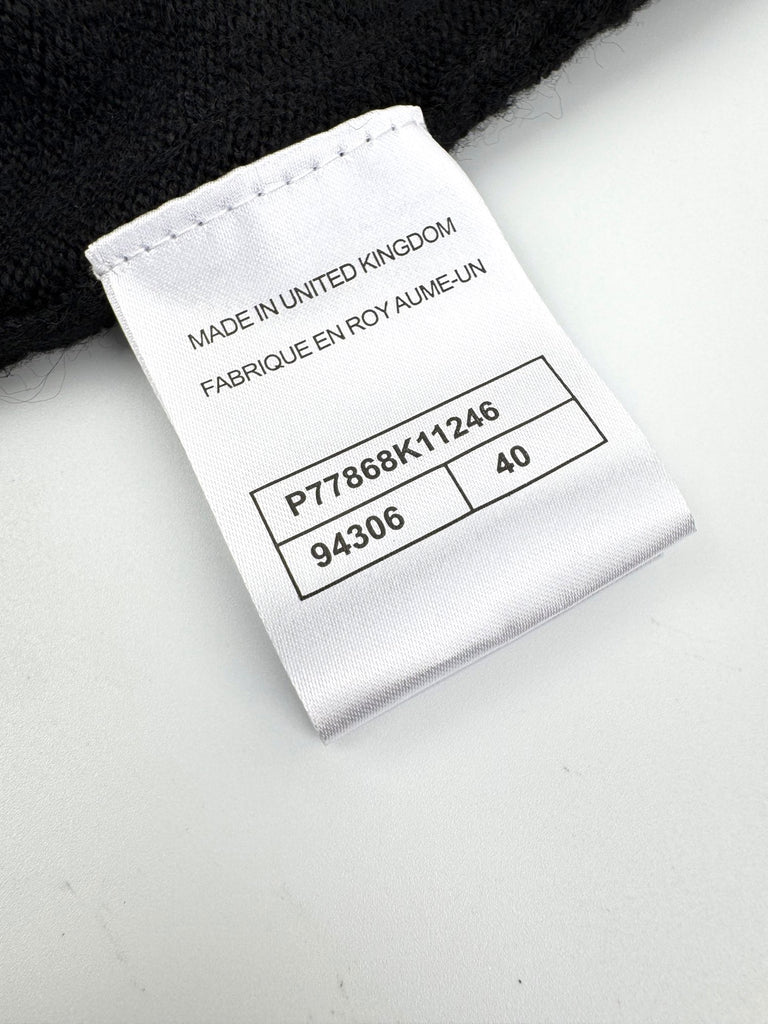 MADE IN UNITED KINGDOM
FABRIQUE EN ROY AUME-UN
P77868K11246
94306 40